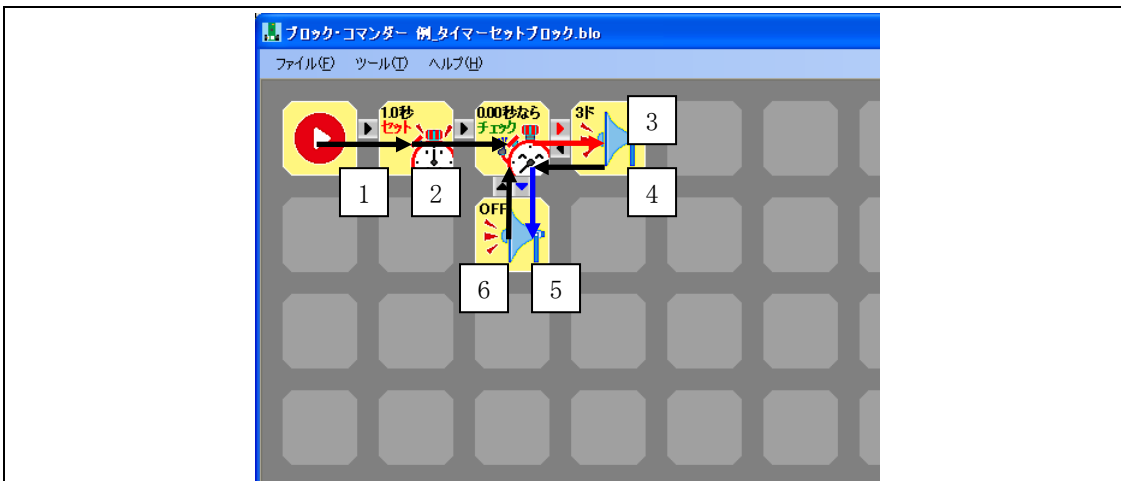 ブロック・コマンダー 例_タイマーセットブロック.blo
ファイル(F) ツール(T) ヘルプ(H)
1.0秒
セット
0.00秒なら
チェック
3ド
3
1
2
4
OFF
6
5